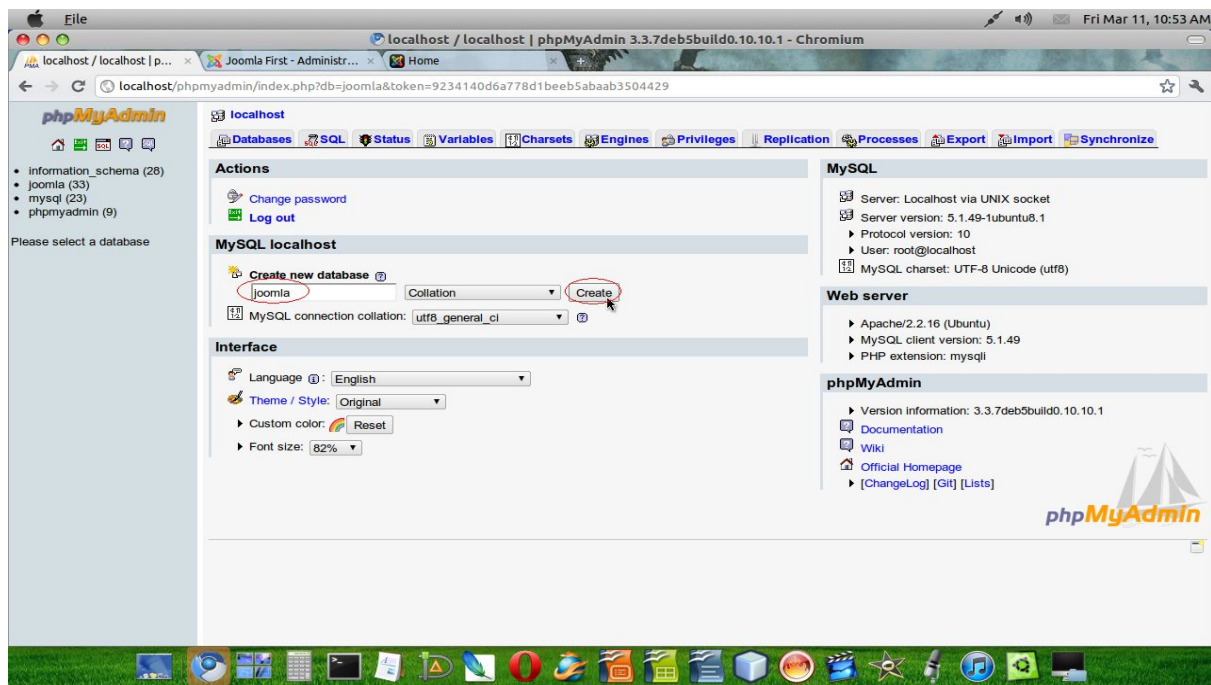 File
Fri Mar 11, 10:53 AM
localhost / localhost | phpMyAdmin 3.3.7deb5build0.10.10.1 - Chromium
localhost / localhost | p...
Joomla First - Administr...
Home
localhost/phpmyadmin/index.php?db=joomla&token=9234140d6a778d1beeb5abaab3504429
phpMyAdmin
information_schema (28)
joomla (33)
mysql (23)
phpmyadmin (9)
Please select a database
localhost
Databases SQL Status Variables Charsets Engines Privileges Replication Processes Export Import Synchronize
Actions
Change password
Log out
MySQL localhost
Create new database
joomla Collation Create
MySQL connection collation: utf8_general_ci
Interface
Language : English
Theme / Style: Original
Custom color: Reset
Font size: 82%
MySQL
Server: Localhost via UNIX socket
Server version: 5.1.49-1ubuntu8.1
Protocol version: 10
User: root@localhost
MySQL charset: UTF-8 Unicode (utf8)
Web server
Apache/2.2.16 (Ubuntu)
MySQL client version: 5.1.49
PHP extension: mysqli
phpMyAdmin
Version information: 3.3.7deb5build0.10.10.1
Documentation
Wiki
Official Homepage
[ChangeLog] [Git] [Lists]
phpMyAdmin